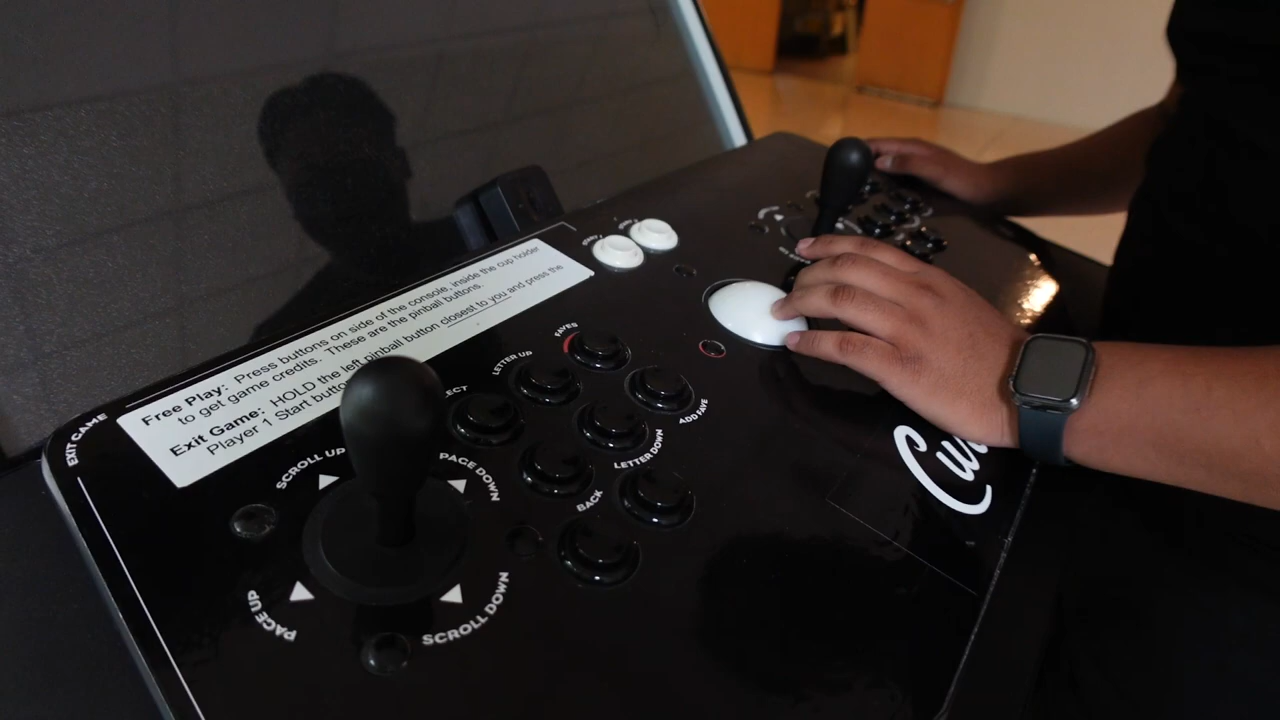 Free Play: Press buttons on side of the console, inside the cup holder
to get game credits. These are the pinball buttons.
Exit Game: HOLD the left pinball button closest to you and press the
Player 1 Start
EXIT GAME
FAVES
LETTER UP
ADD FAVE
SCROLL UP
PAGE DOWN
LETTER DOWN
BACK
PAGE UP
SCROLL DOWN